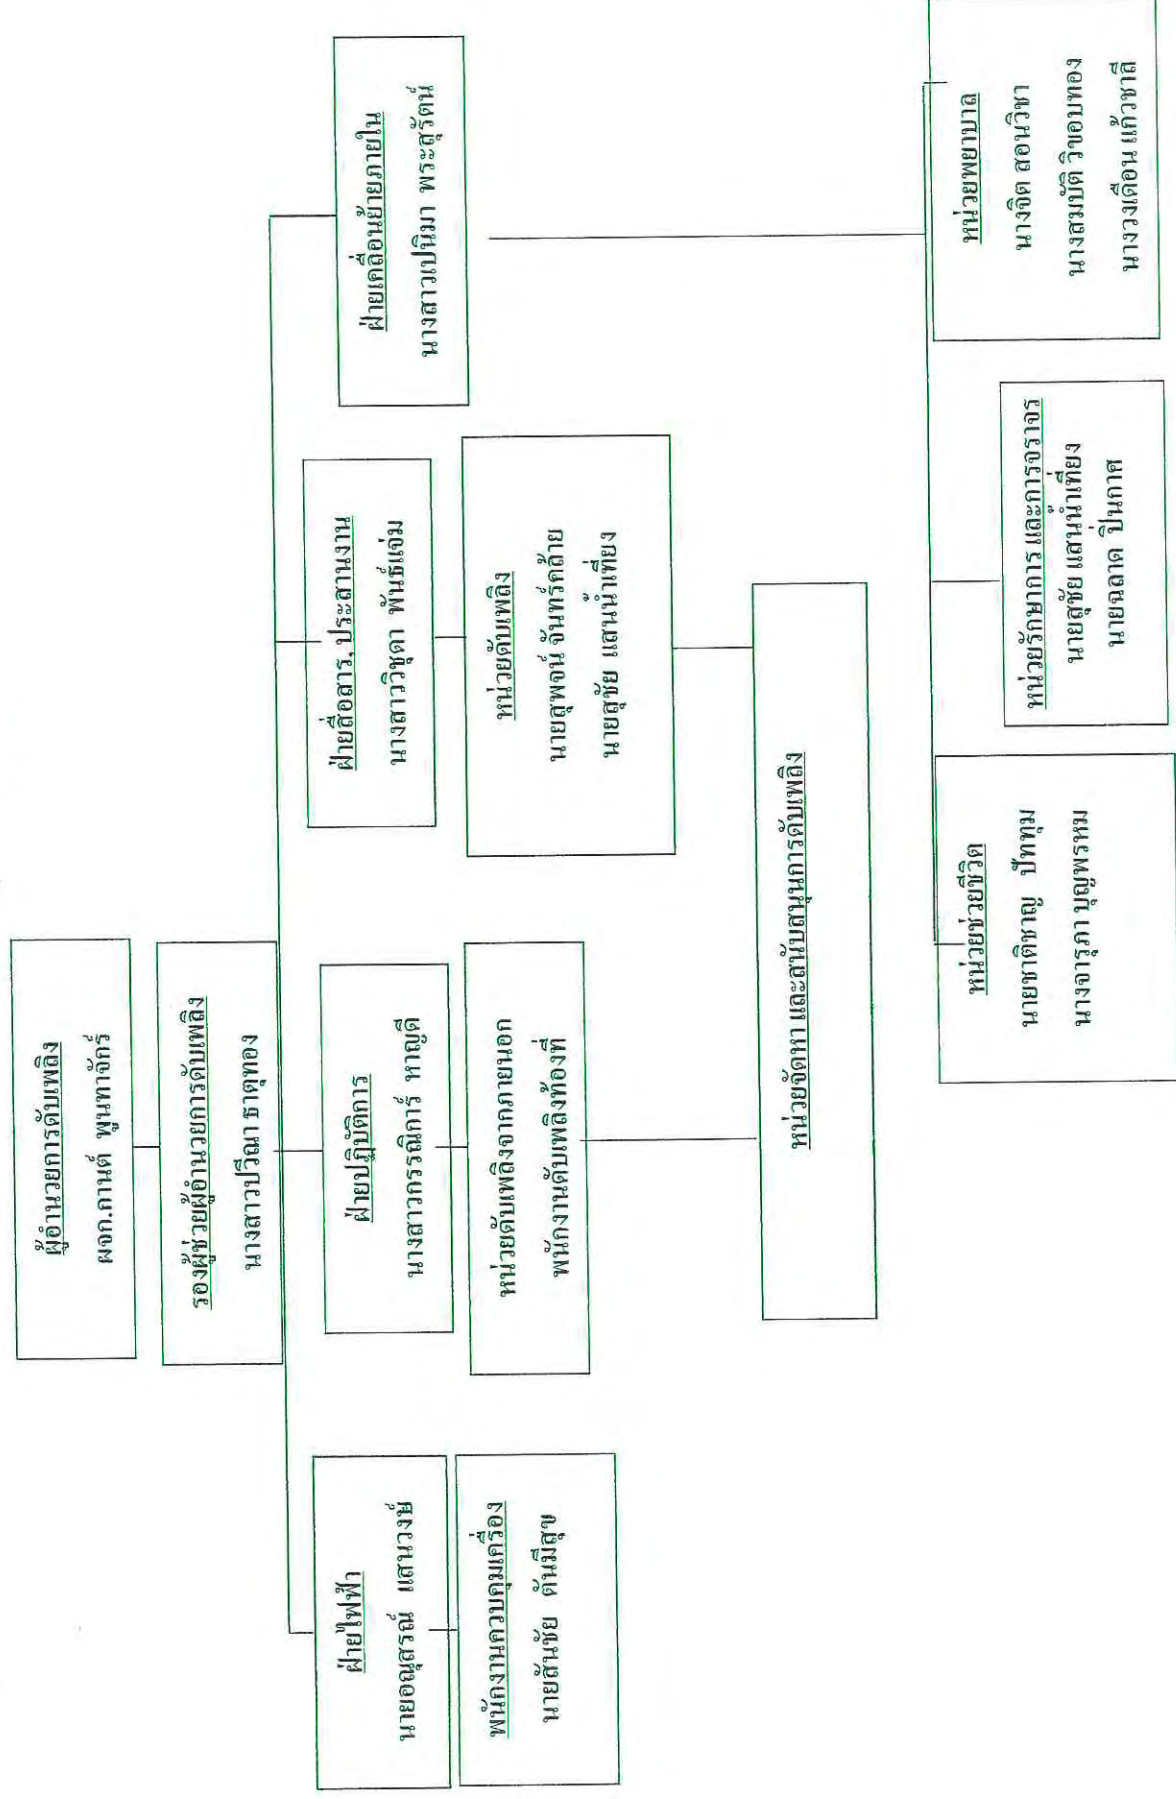 ผู้อำนวยการดับเพลิง
ผจก.กานต์ พูนทาจักร์
รองผู้ช่วยผู้อำนวยการดับเพลิง
นางสาวปวีณา ธาตุทอง
ฝ่ายไฟฟ้า
นายอณุสรณ์ แสนวงษ์
พนักงานควบคุมเครื่อง
นายสันชัย ตันมีสุข
ฝ่ายปฏิบัติการ
นางสาวกรรณิการ์ หาญดี
หน่วยดับเพลิงจากภายนอก
พนักงานดับเพลิงท้องที่
ฝ่ายสื่อสาร, ประสานงาน
นางสาววิชุดา พันธ์แจ่ม
หน่วยดับเพลิง
นายสุพจน์ จันทร์คล้าย
นายสุชัย แสนน้ำเที่ยง
ฝ่ายเคลื่อนย้ายภายใน
นางสาวเปนิมา พระสุรัตน์
หน่วยจัดหา และสนับสนุนการดับเพลิง
หน่วยช่วยชีวิต
นายชาติชาญ ปัททุม
นางจารุภา บุญพรหม
หน่วยรักษาการ และการจราจร
นายสุชัย แสนน้ำเที่ยง
นายฉลาด ปิ่นกาศ
หน่วยพยาบาล
นางจิต สอนวิชา
นางสมบัติ วิขอบทอง
นางวงเดือน แก้วชาลี